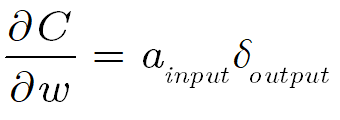 ∂C/∂w = a_input δ_output